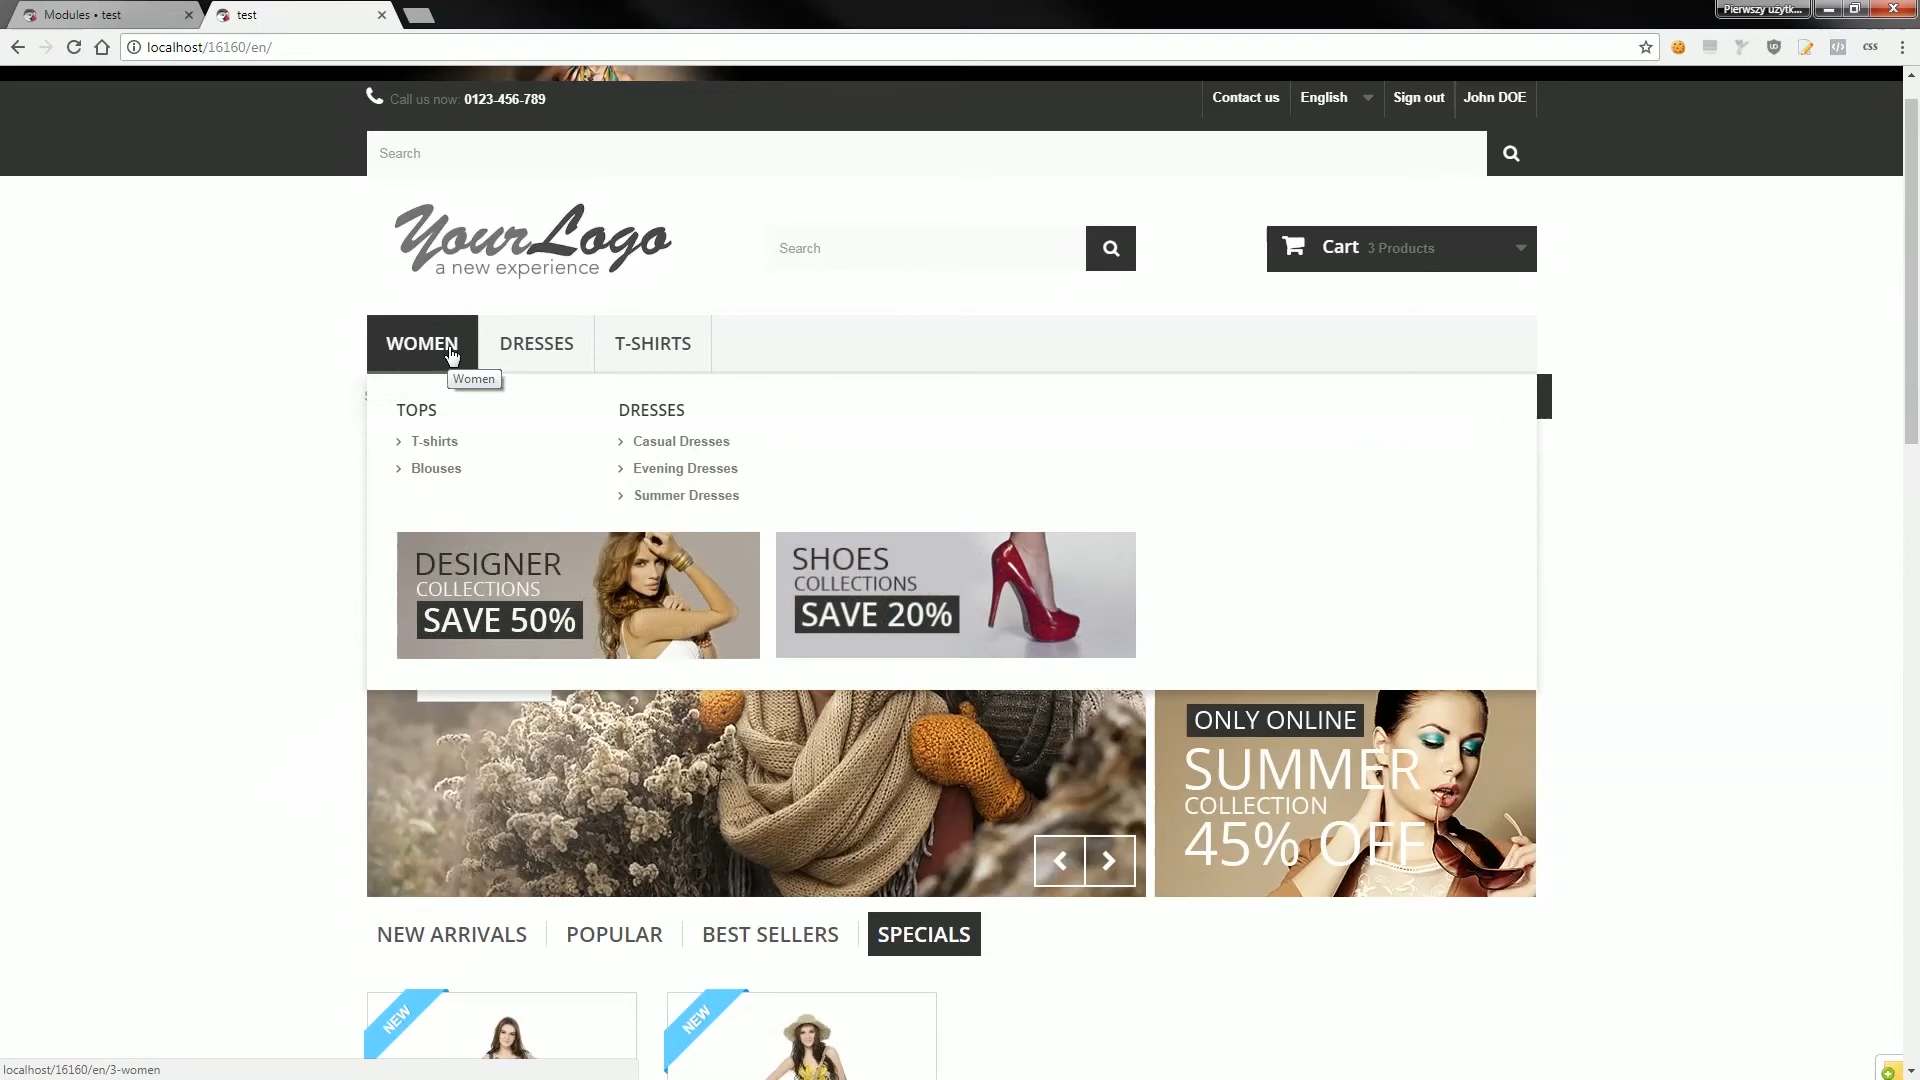 Modules • test
test
Pierwszy użytk...
localhost/16160/en/
css
Call us now: 0123-456-789
Contact us
English
Sign out
John DOE
Search
YourLogo
a new experience
Search
Cart 3 Products
WOMEN
DRESSES
T-SHIRTS
Women
TOPS
T-shirts
Blouses
DRESSES
Casual Dresses
Evening Dresses
Summer Dresses
DESIGNER
COLLECTIONS
SAVE 50%
SHOES
COLLECTIONS
SAVE 20%
ONLY ONLINE
SUMMER
COLLECTION
45% OFF
NEW ARRIVALS
POPULAR
BEST SELLERS
SPECIALS
NEW
NEW
localhost/16160/en/3-women